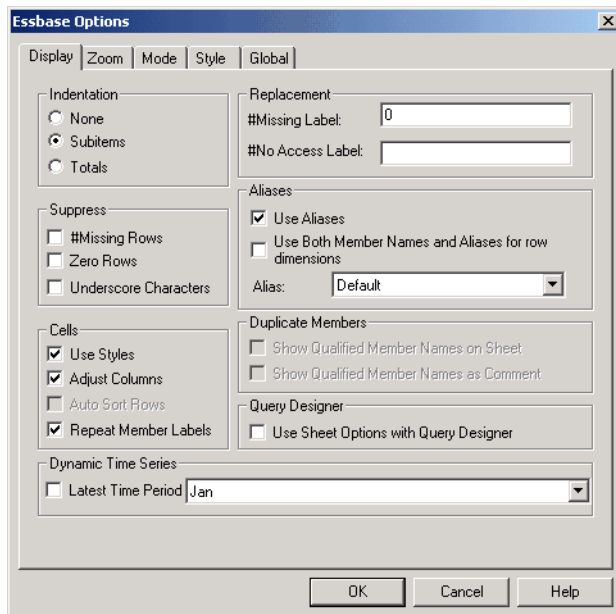 Essbase Options
Display
Zoom
Mode
Style
Global
Indentation
None
Subitems
Totals
Suppress
#Missing Rows
Zero Rows
Underscore Characters
Cells
Use Styles
Adjust Columns
Auto Sort Rows
Repeat Member Labels
Replacement
#Missing Label: 0
#No Access Label:
Aliases
Use Aliases
Use Both Member Names and Aliases for row
dimensions
Alias: Default
Duplicate Members
Show Qualified Member Names on Sheet
Show Qualified Member Names as Comment
Query Designer
Use Sheet Options with Query Designer
Dynamic Time Series
Latest Time Period Jan
OK
Cancel
Help